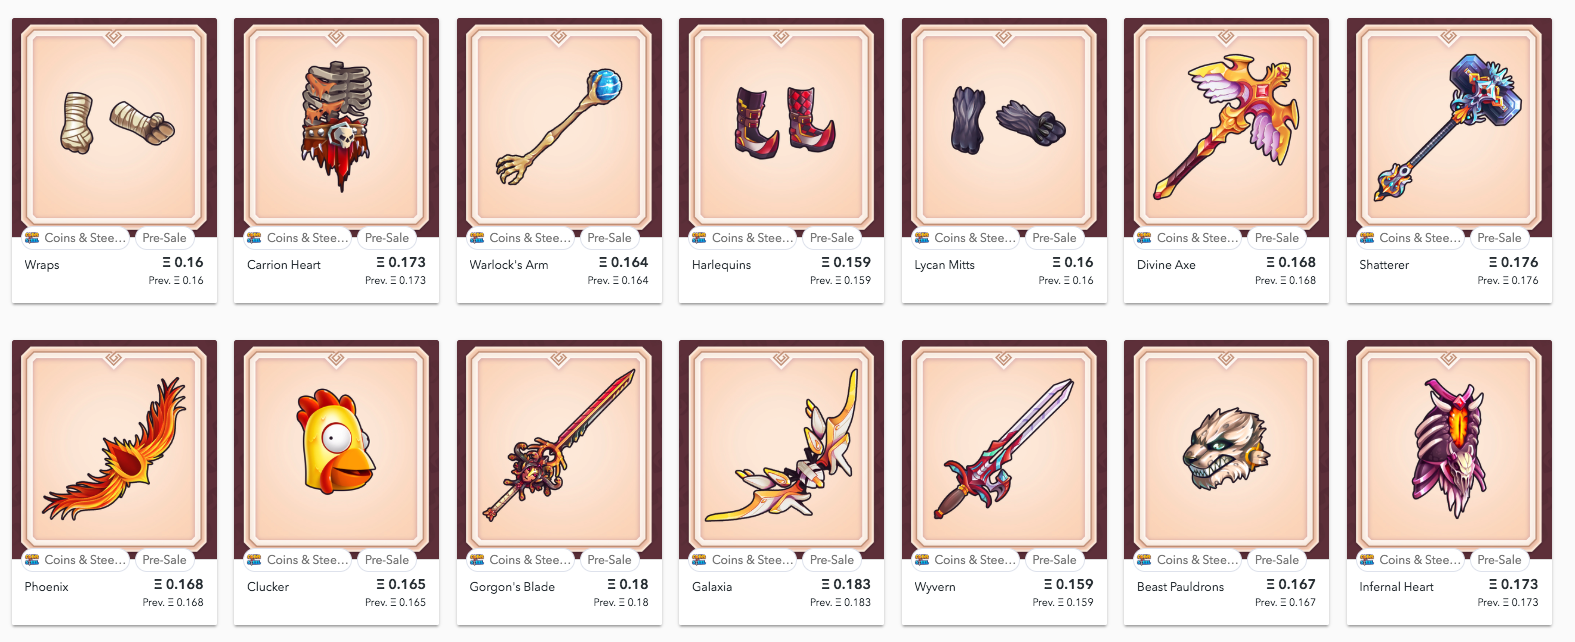 Coins & Stee... Pre-Sale
Wraps Ξ 0.16
Prev. Ξ 0.16
Coins & Stee... Pre-Sale
Carrion Heart Ξ 0.173
Prev. Ξ 0.173
Coins & Stee... Pre-Sale
Warlock's Arm Ξ 0.164
Prev. Ξ 0.164
Coins & Stee... Pre-Sale
Harlequins Ξ 0.159
Prev. Ξ 0.159
Coins & Stee... Pre-Sale
Lycan Mitts Ξ 0.16
Prev. Ξ 0.16
Coins & Stee... Pre-Sale
Divine Axe Ξ 0.168
Prev. Ξ 0.168
Coins & Stee... Pre-Sale
Shatterer Ξ 0.176
Prev. Ξ 0.176
Coins & Stee... Pre-Sale
Phoenix Ξ 0.168
Prev. Ξ 0.168
Coins & Stee... Pre-Sale
Clucker Ξ 0.165
Prev. Ξ 0.165
Coins & Stee... Pre-Sale
Gorgon's Blade Ξ 0.18
Prev. Ξ 0.18
Coins & Stee... Pre-Sale
Galaxia Ξ 0.183
Prev. Ξ 0.183
Coins & Stee... Pre-Sale
Wyvern Ξ 0.159
Prev. Ξ 0.159
Coins & Stee... Pre-Sale
Beast Pauldrons Ξ 0.167
Prev. Ξ 0.167
Coins & Stee... Pre-Sale
Infernal Heart Ξ 0.173
Prev. Ξ 0.173